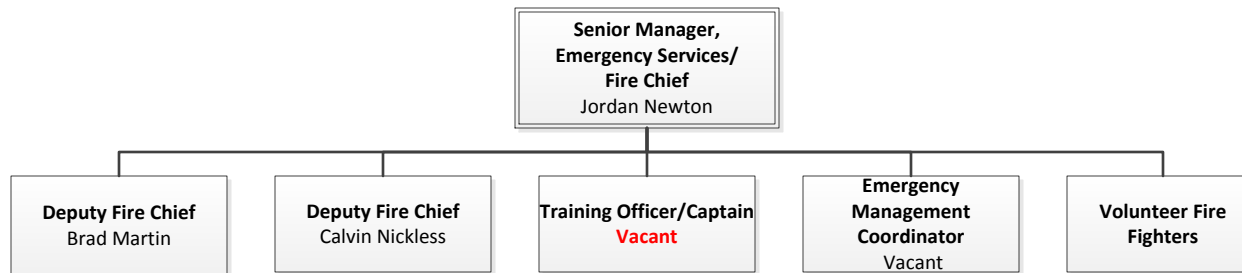 Senior Manager,
Emergency Services/
Fire Chief
Jordan Newton
Deputy Fire Chief
Brad Martin
Deputy Fire Chief
Calvin Nickless
Training Officer/Captain
Vacant
Emergency
Management
Coordinator
Vacant
Volunteer Fire
Fighters